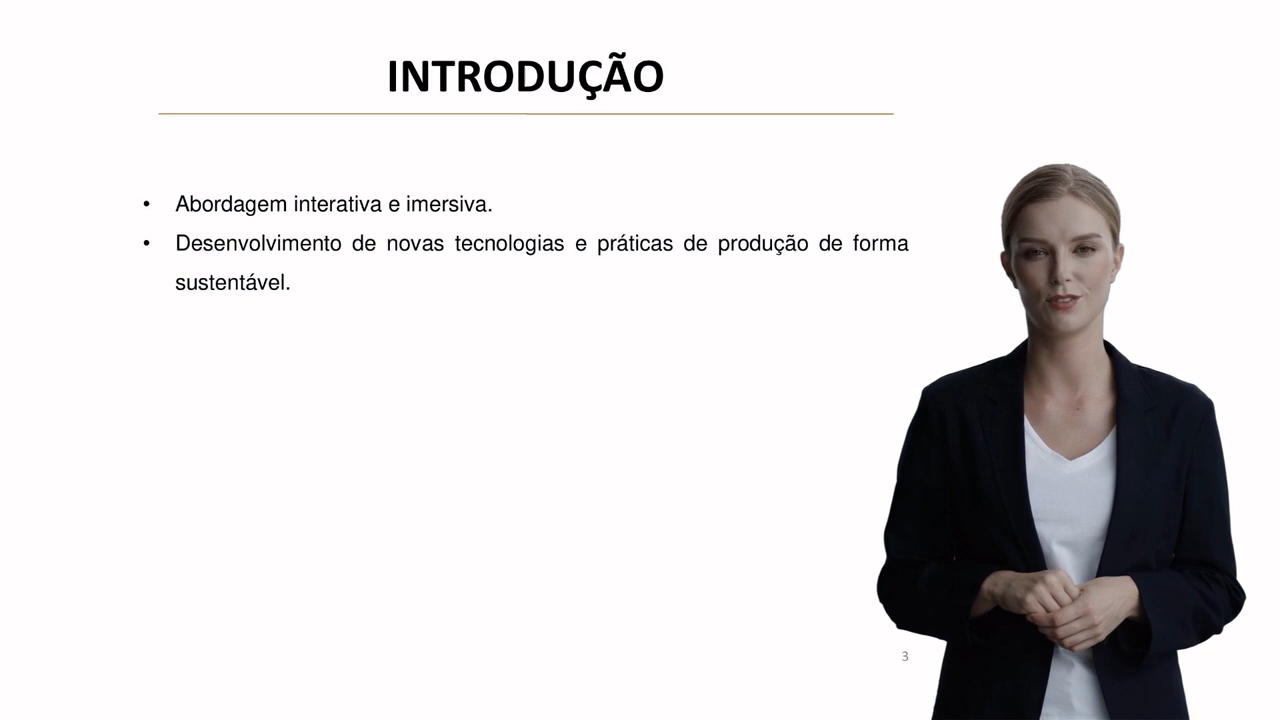 INTRODUÇÃO
• Abordagem interativa e imersiva.
• Desenvolvimento de novas tecnologias e práticas de produção de forma
sustentável.
3